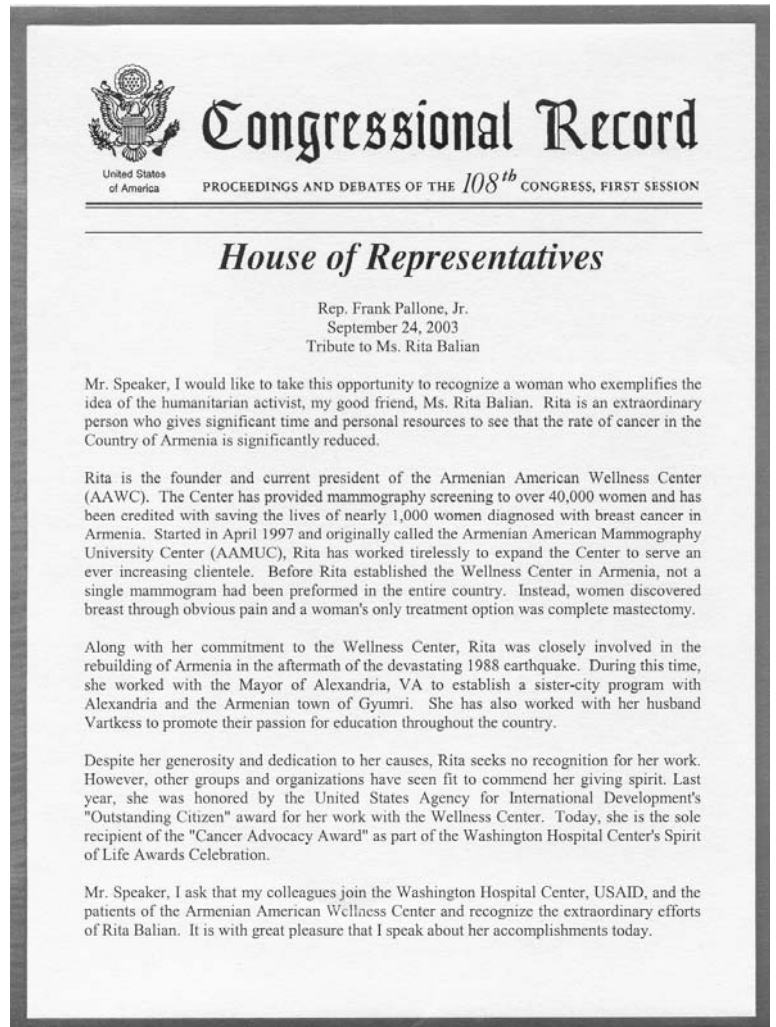 Congressional Record
United States
of America
PROCEEDINGS AND DEBATES OF THE 108th CONGRESS, FIRST SESSION
House of Representatives
Rep. Frank Pallone, Jr.
September 24, 2003
Tribute to Ms. Rita Balian
Mr. Speaker, I would like to take this opportunity to recognize a woman who exemplifies the
idea of the humanitarian activist, my good friend, Ms. Rita Balian. Rita is an extraordinary
person who gives significant time and personal resources to see that the rate of cancer in the
Country of Armenia is significantly reduced.
Rita is the founder and current president of the Armenian American Wellness Center
(AAWC). The Center has provided mammography screening to over 40,000 women and has
been credited with saving the lives of nearly 1,000 women diagnosed with breast cancer in
Armenia. Started in April 1997 and originally called the Armenian American Mammography
University Center (AAMUC), Rita has worked tirelessly to expand the Center to serve an
ever increasing clientele. Before Rita established the Wellness Center in Armenia, not a
single mammogram had been preformed in the entire country. Instead, women discovered
breast through obvious pain and a woman's only treatment option was complete mastectomy.
Along with her commitment to the Wellness Center, Rita was closely involved in the
rebuilding of Armenia in the aftermath of the devastating 1988 earthquake. During this time,
she worked with the Mayor of Alexandria, VA to establish a sister-city program with
Alexandria and the Armenian town of Gyumri. She has also worked with her husband
Vartkess to promote their passion for education throughout the country.
Despite her generosity and dedication to her causes, Rita seeks no recognition for her work.
However, other groups and organizations have seen fit to commend her giving spirit. Last
year, she was honored by the United States Agency for International Development's
"Outstanding Citizen" award for her work with the Wellness Center. Today, she is the sole
recipient of the "Cancer Advocacy Award" as part of the Washington Hospital Center's Spirit
of Life Awards Celebration.
Mr. Speaker, I ask that my colleagues join the Washington Hospital Center, USAID, and the
patients of the Armenian American Wellness Center and recognize the extraordinary efforts
of Rita Balian. It is with great pleasure that I speak about her accomplishments today.